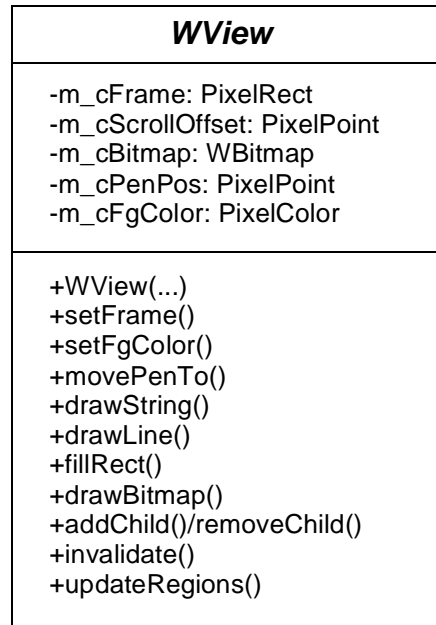 WView
-m_cFrame: PixelRect
-m_cScrollOffset: PixelPoint
-m_cBitmap: WBitmap
-m_cPenPos: PixelPoint
-m_cFgColor: PixelColor
+WView(...)
+setFrame()
+setFgColor()
+movePenTo()
+drawString()
+drawLine()
+fillRect()
+drawBitmap()
+addChild()/removeChild()
+invalidate()
+updateRegions()